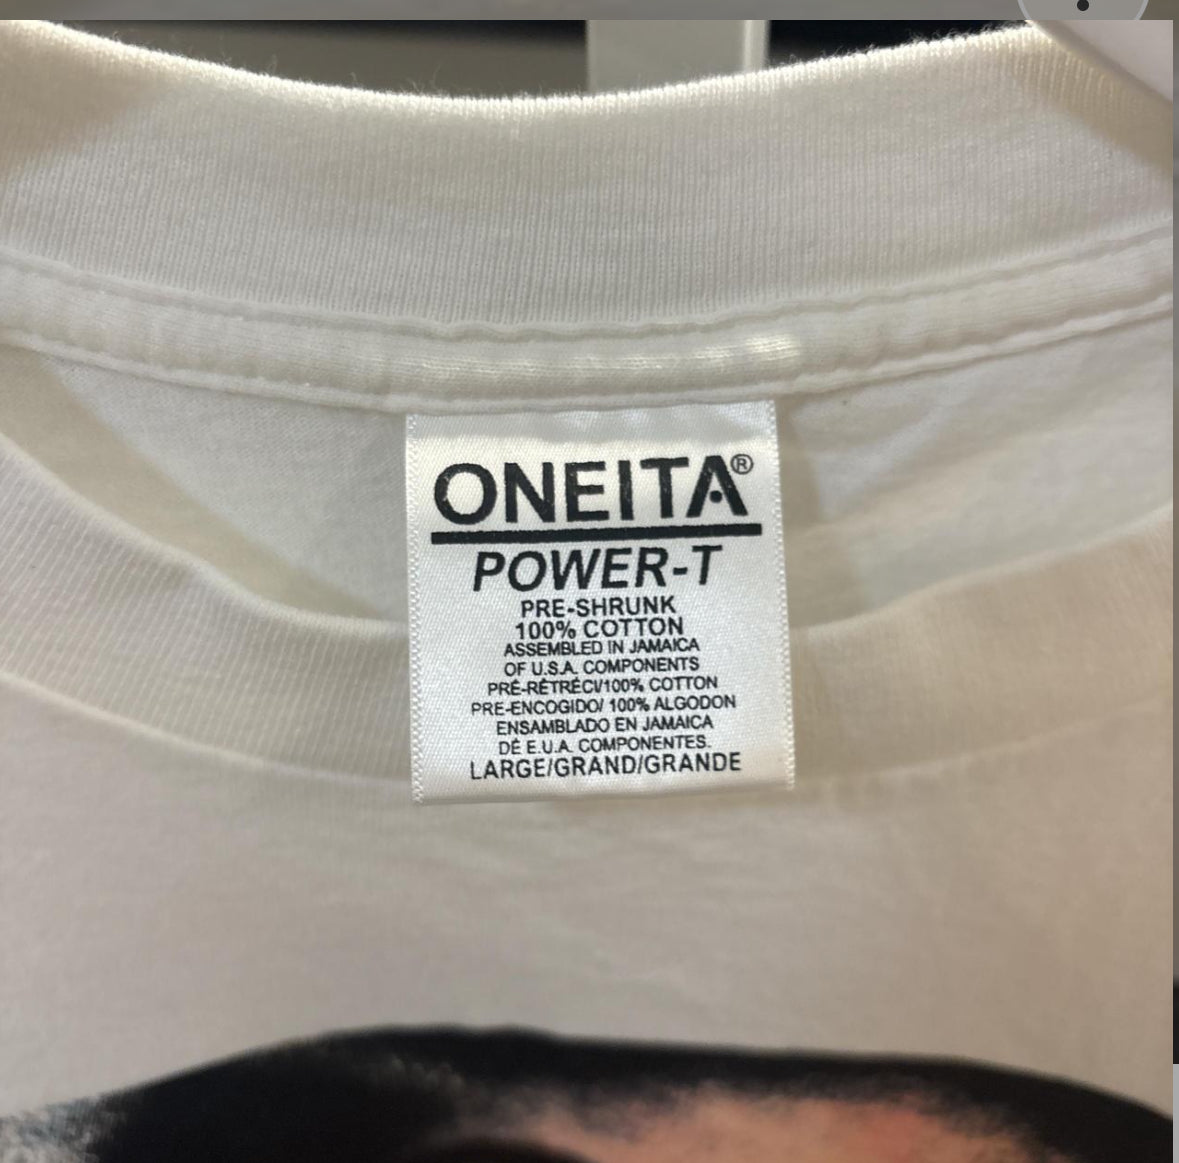 ONEITA®
POWER-T
PRE-SHRUNK
100% COTTON
ASSEMBLED IN JAMAICA
OF U.S.A. COMPONENTS
PRÉ-RÊTRÉCI/100% COTTON
PRE-ENCOGIDO/ 100% ALGODON
ENSAMBLADO EN JAMAICA
DÉ E.U.A. COMPONENTES.
LARGE/GRAND/GRANDE